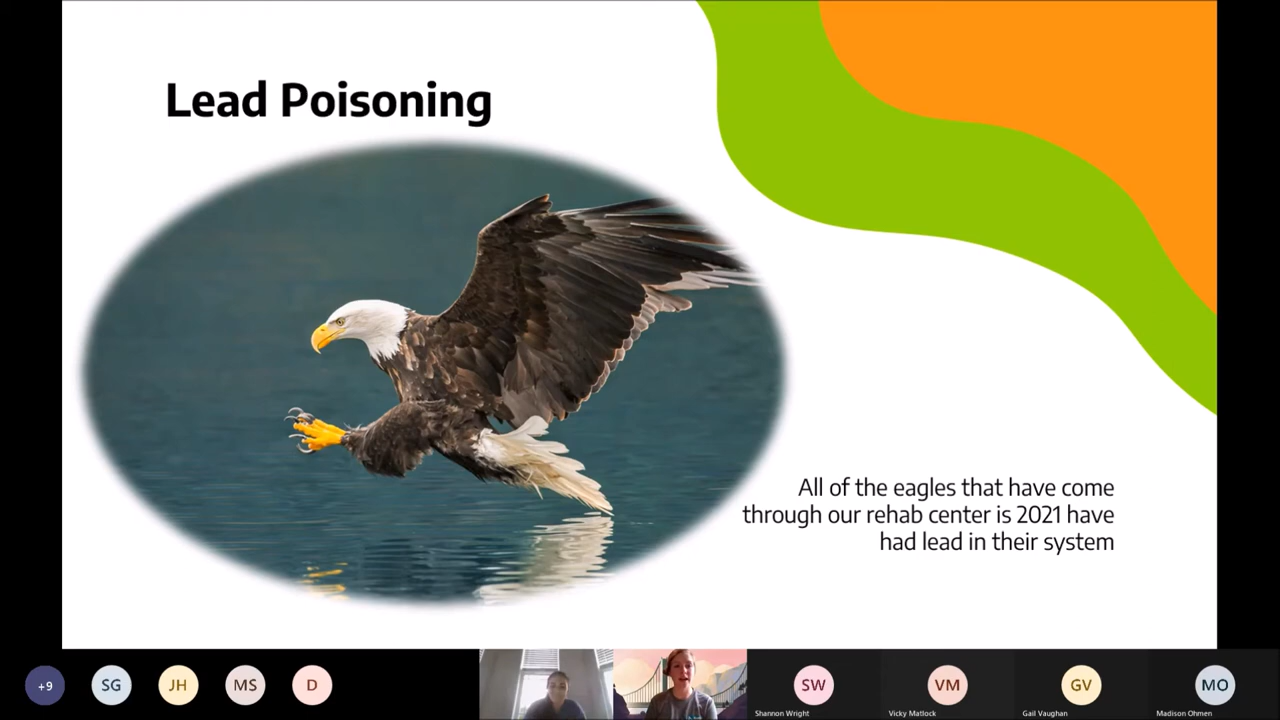 Lead Poisoning
All of the eagles that have come
through our rehab center is 2021 have
had lead in their system
+9
SG
JH
MS
D
SW
Shannon Wright
VM
Vicky Matlock
GV
Gail Vaughan
MO
Madison Ohmen